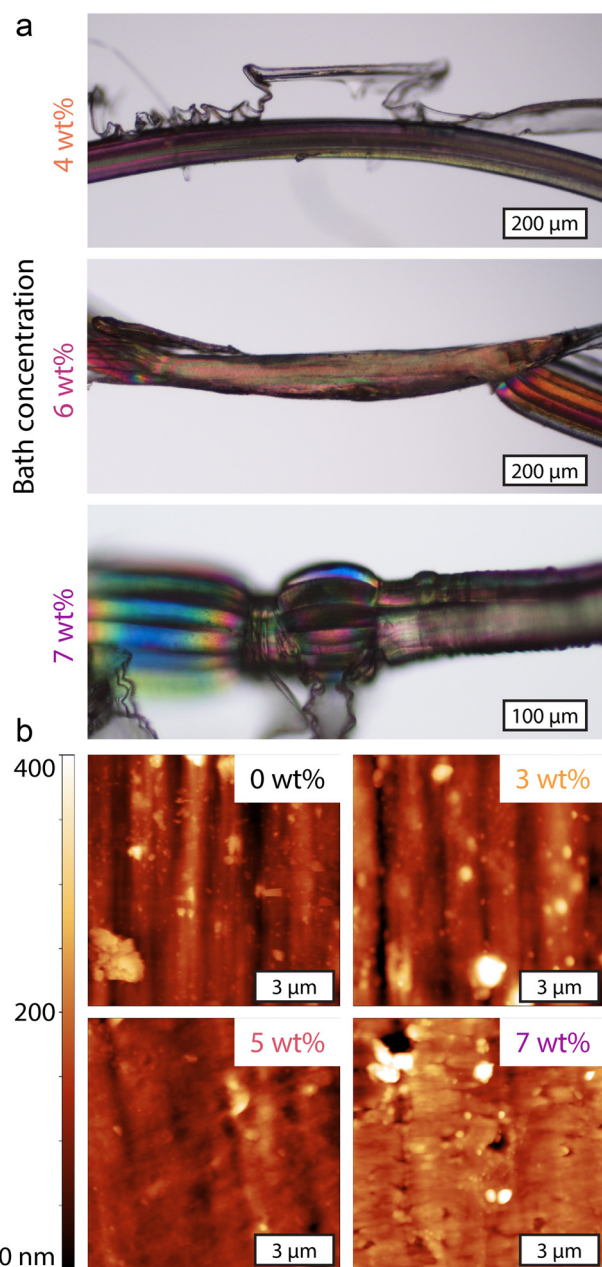 a
Bath concentration
4 wt%
200 µm
6 wt%
200 µm
7 wt%
100 µm
b
400
200
0 nm
0 wt%
3 µm
3 wt%
3 µm
5 wt%
3 µm
7 wt%
3 µm